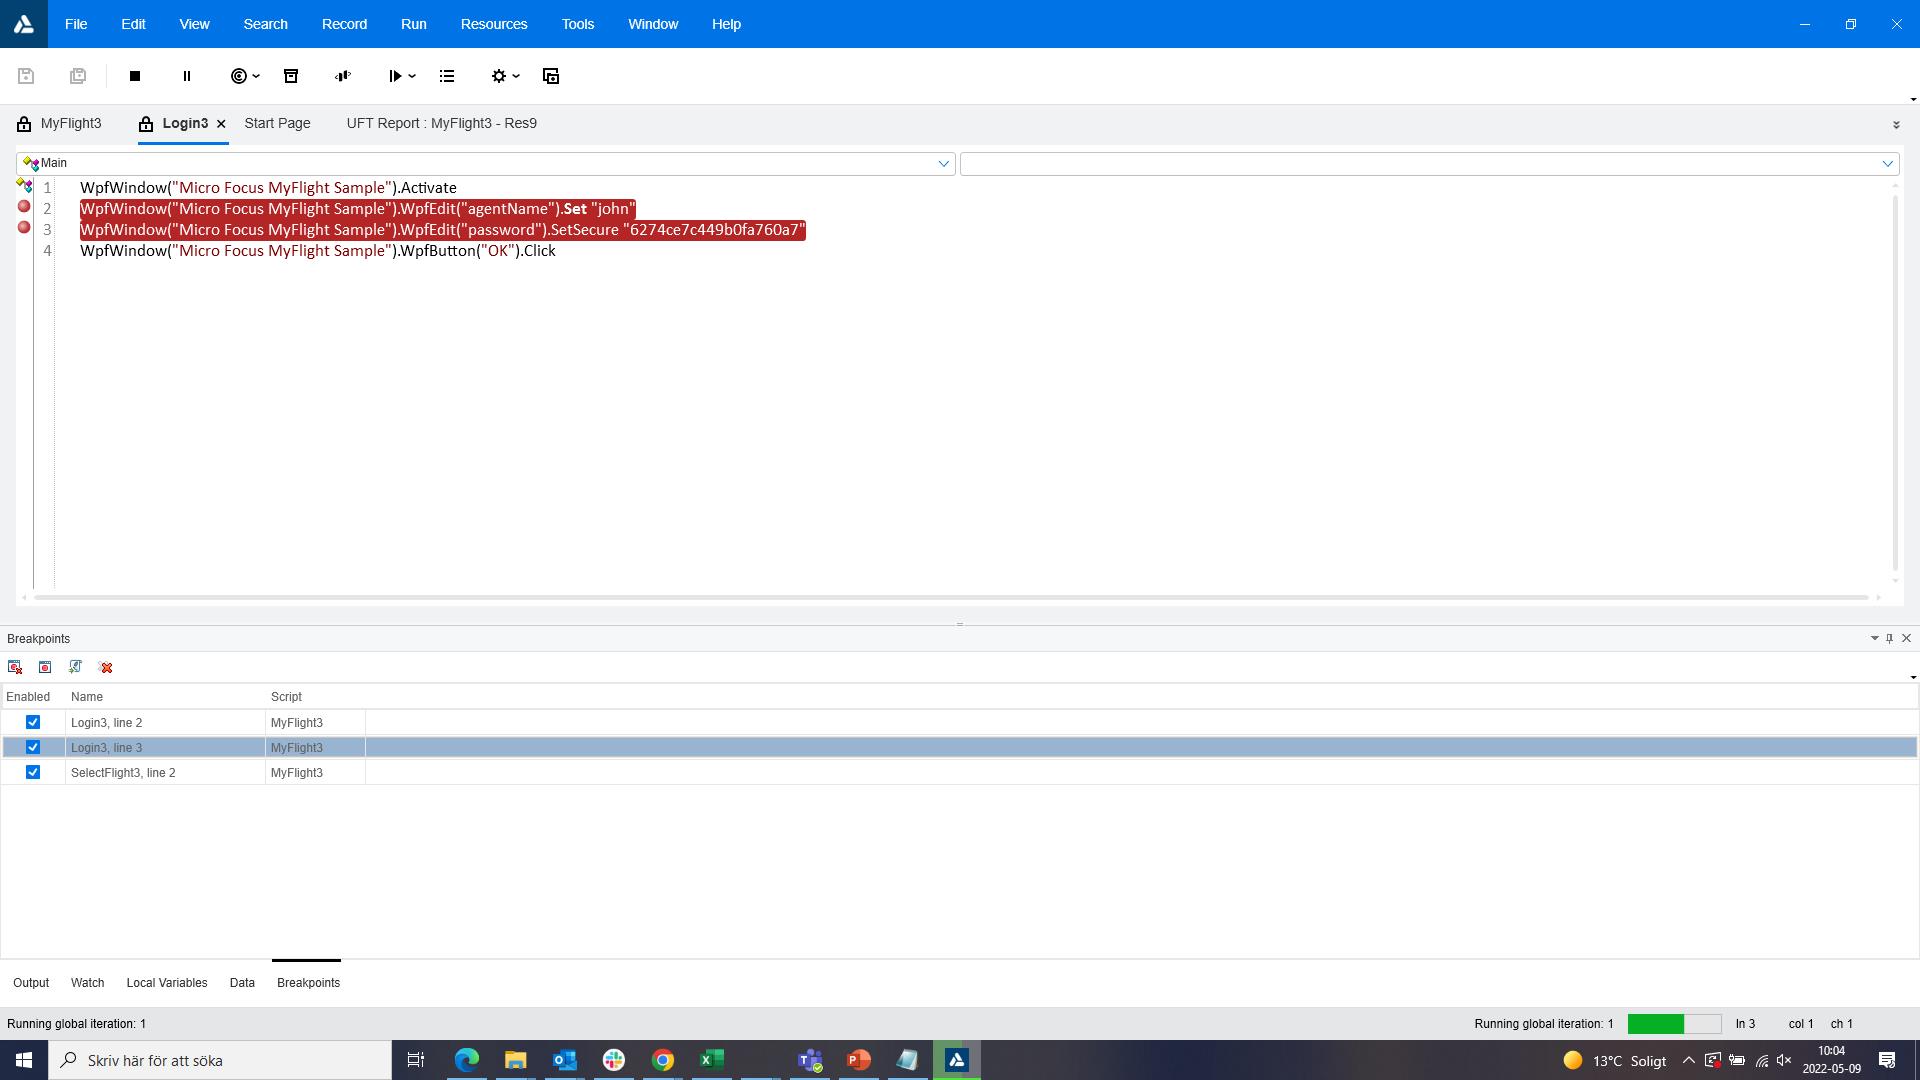 File Edit View Search Record Run Resources Tools Window Help
MyFlight3 Login3 Start Page UFT Report : MyFlight3 - Res9
Main
1 WpfWindow("Micro Focus MyFlight Sample").Activate
2 WpfWindow("Micro Focus MyFlight Sample").WpfEdit("agentName").Set "john"
3 WpfWindow("Micro Focus MyFlight Sample").WpfEdit("password").SetSecure "6274ce7c449b0fa760a7"
4 WpfWindow("Micro Focus MyFlight Sample").WpfButton("OK").Click
Breakpoints
Enabled Name Script
Login3, line 2 MyFlight3
Login3, line 3 MyFlight3
SelectFlight3, line 2 MyFlight3
Output Watch Local Variables Data Breakpoints
Running global iteration: 1 Running global iteration: 1 ln 3 col 1 ch 1
Skriv här för att söka 13°C Soligt 10:04
2022-05-09